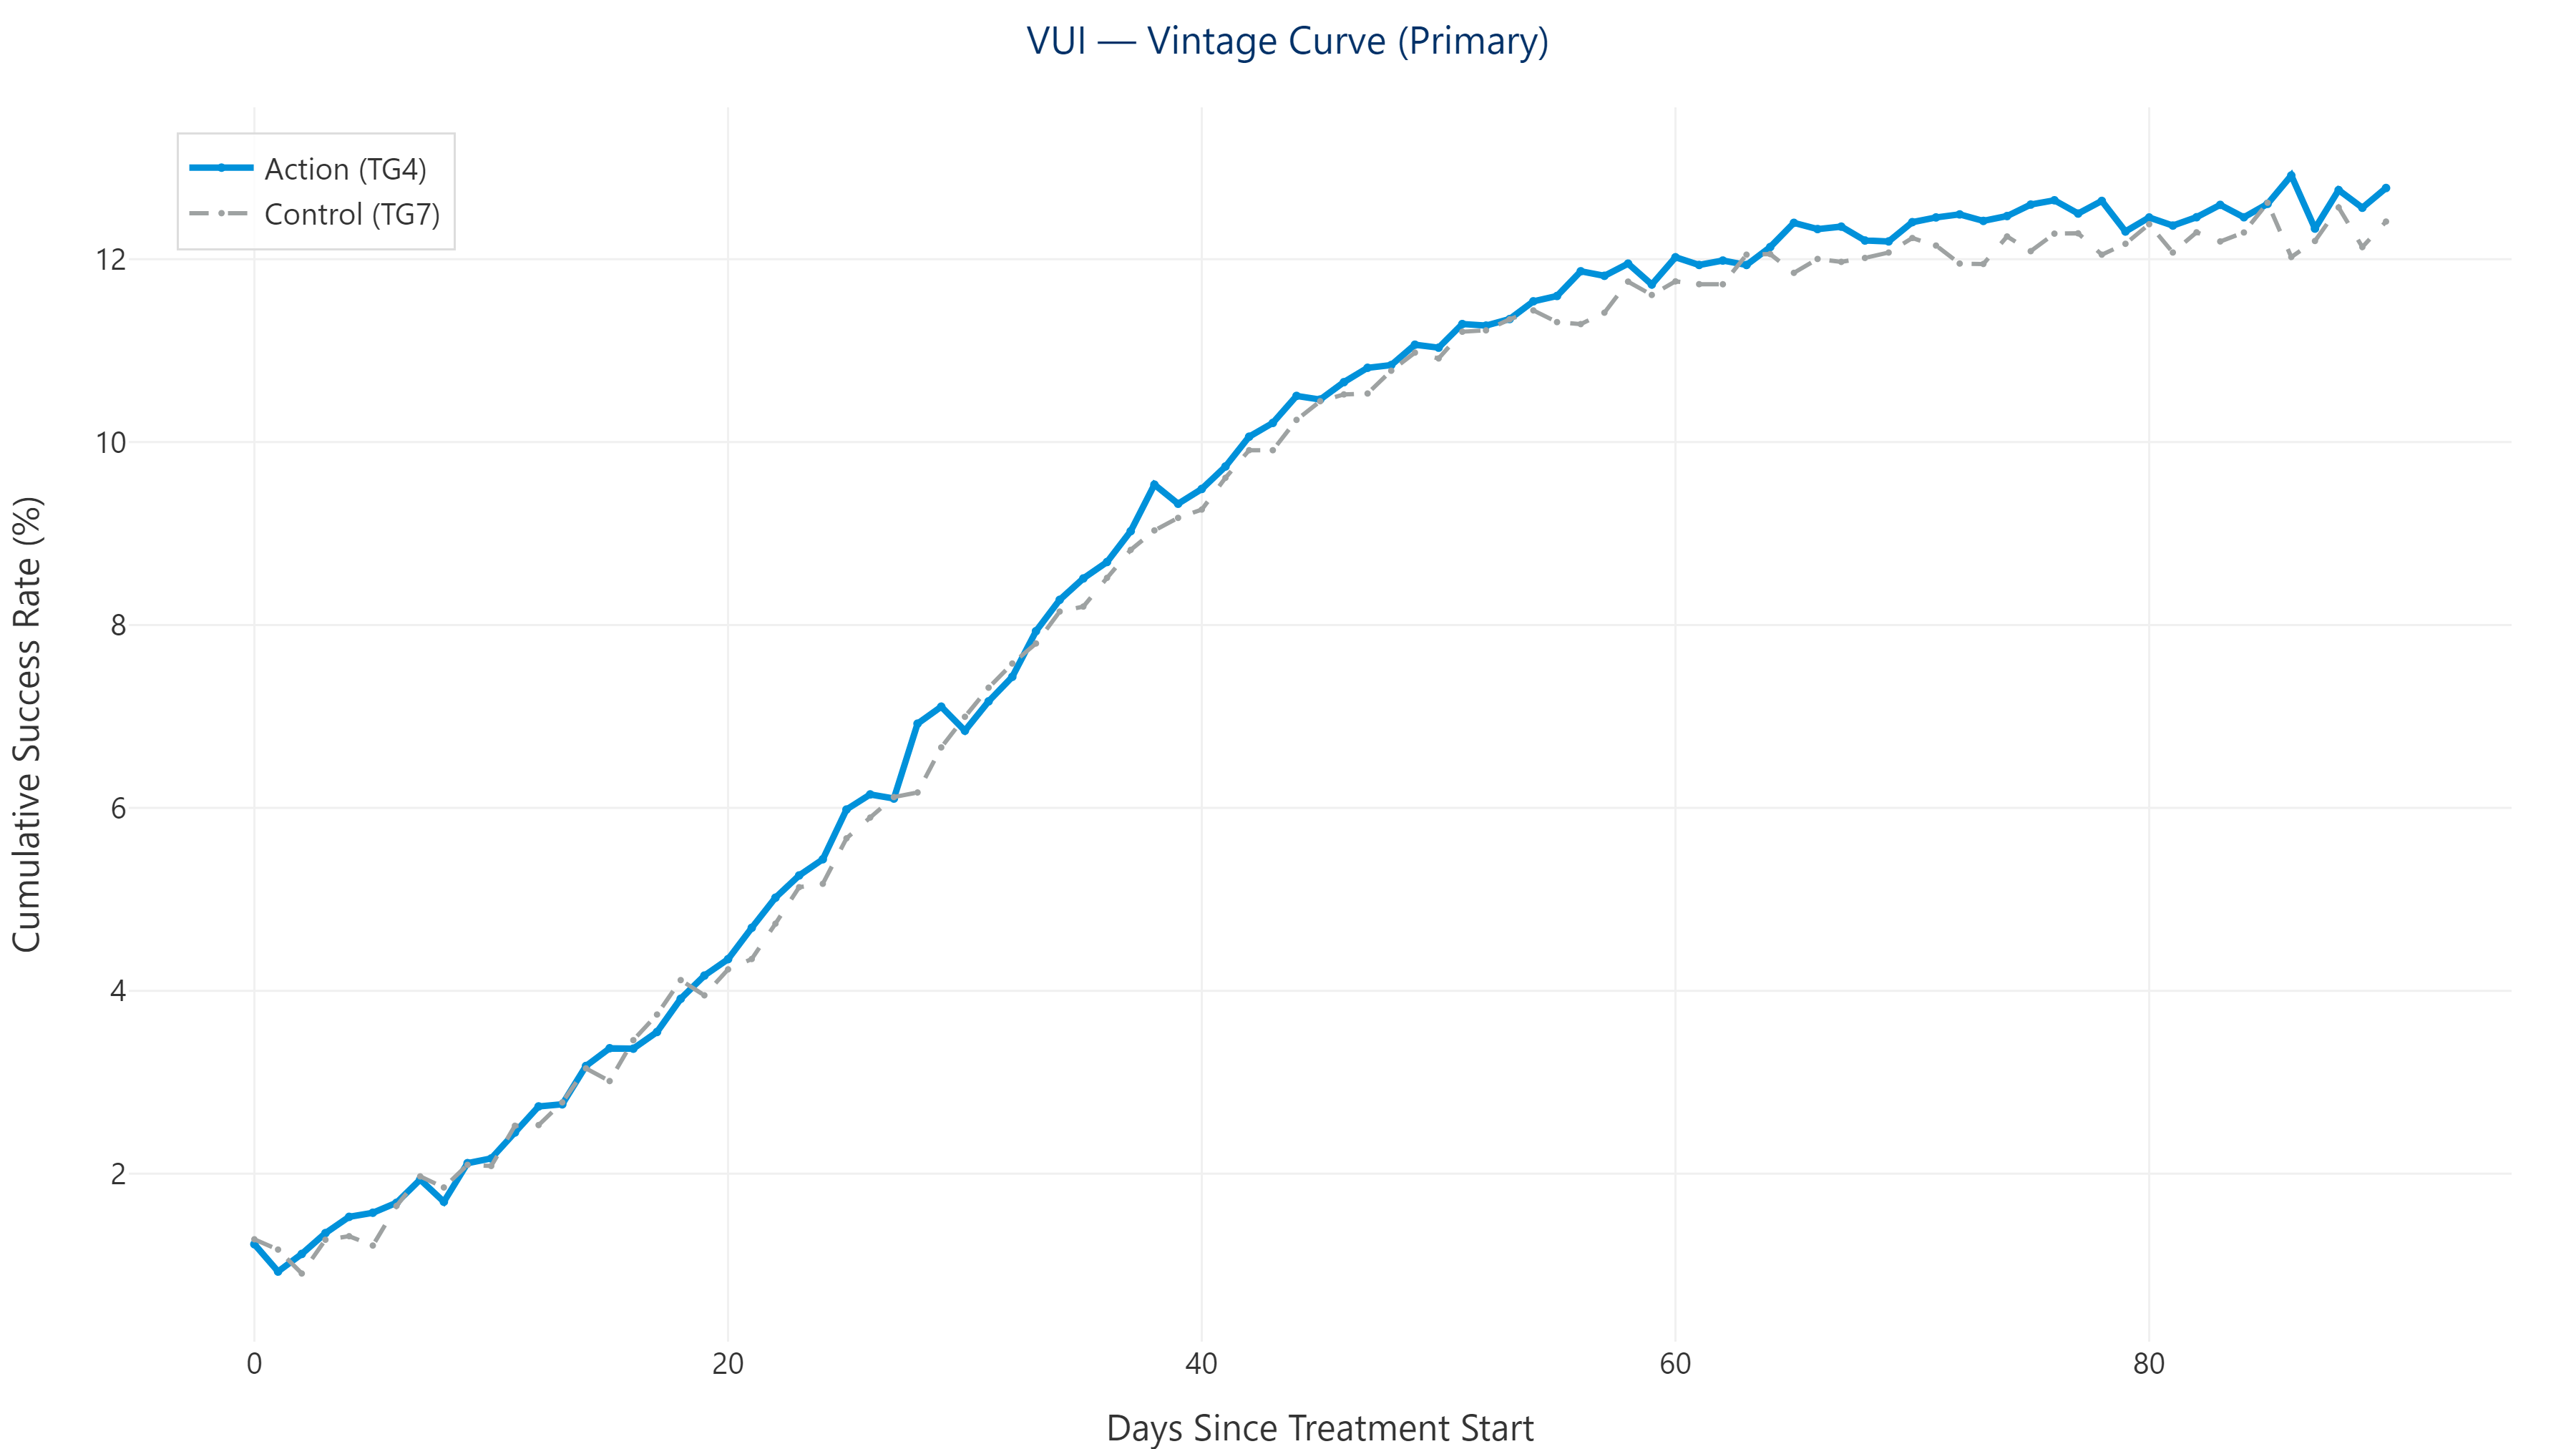 VUI — Vintage Curve (Primary)
Action (TG4)
Control (TG7)
Cumulative Success Rate (%)
12
10
8
6
4
2
0
20
40
60
80
Days Since Treatment Start